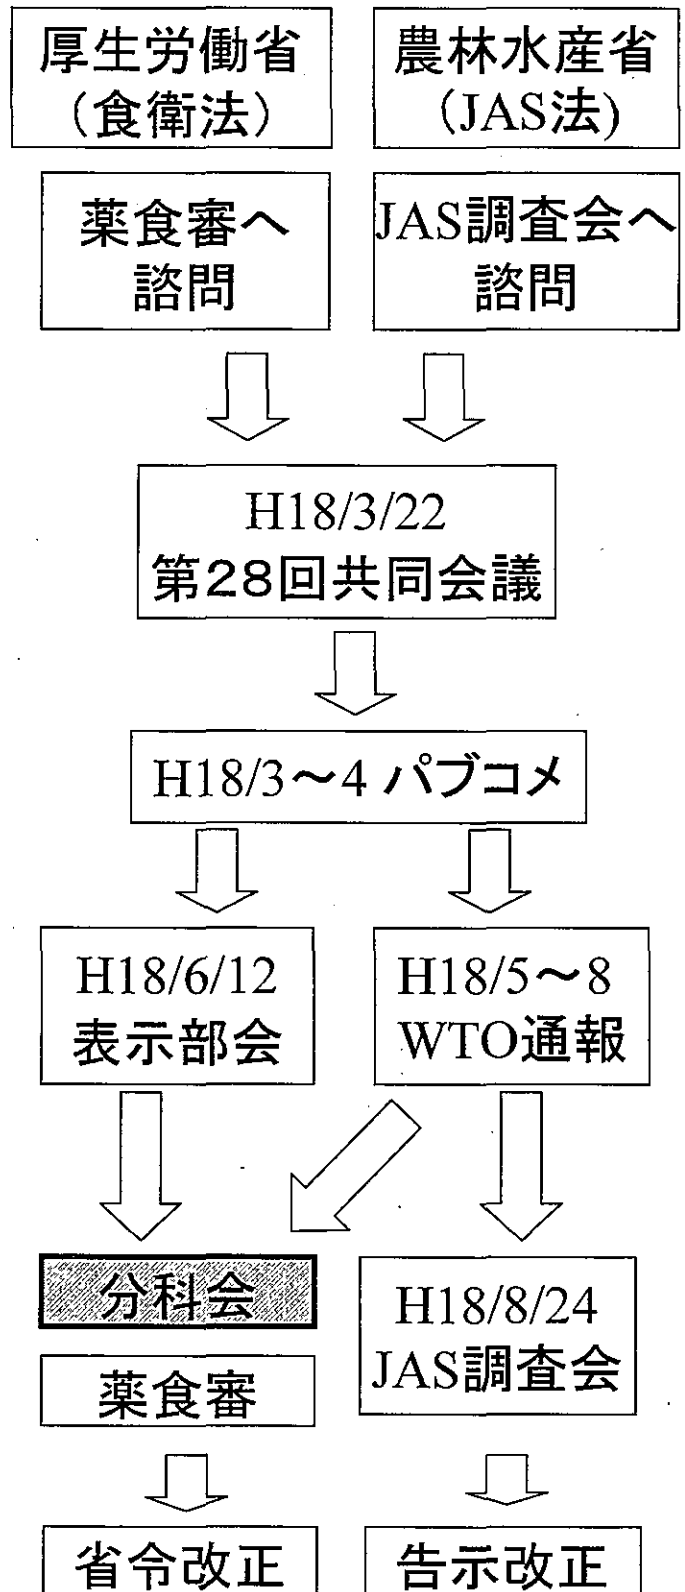 厚生労働省
（食衛法）
農林水産省
（JAS法)
薬食審へ
諮問
JAS調査会へ
諮問
H18/3/22
第28回共同会議
H18/3～4 パブコメ
H18/6/12
表示部会
H18/5～8
WTO通報
分科会
薬食審
H18/8/24
JAS調査会
省令改正
告示改正